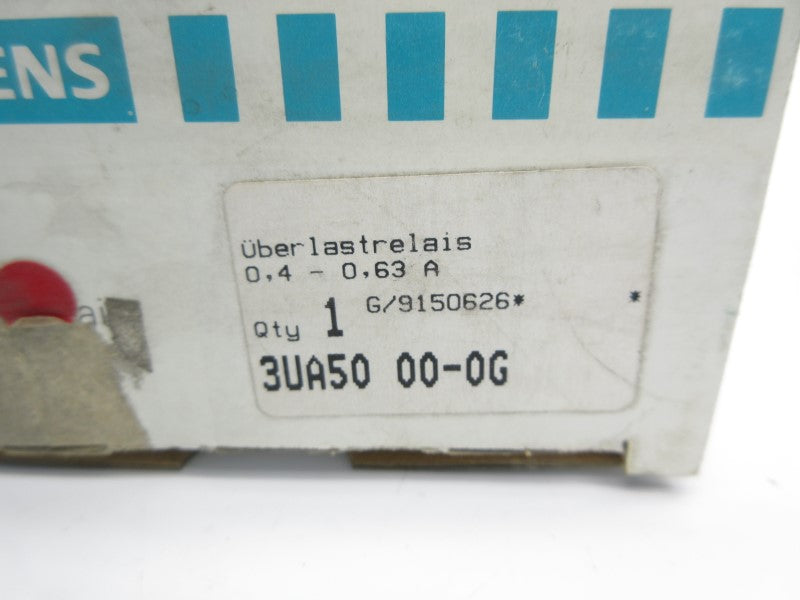 ENS
Überlastrelais
0,4 - 0,63 A
G/9150626* *
Qty 1
3UA50 00-0G